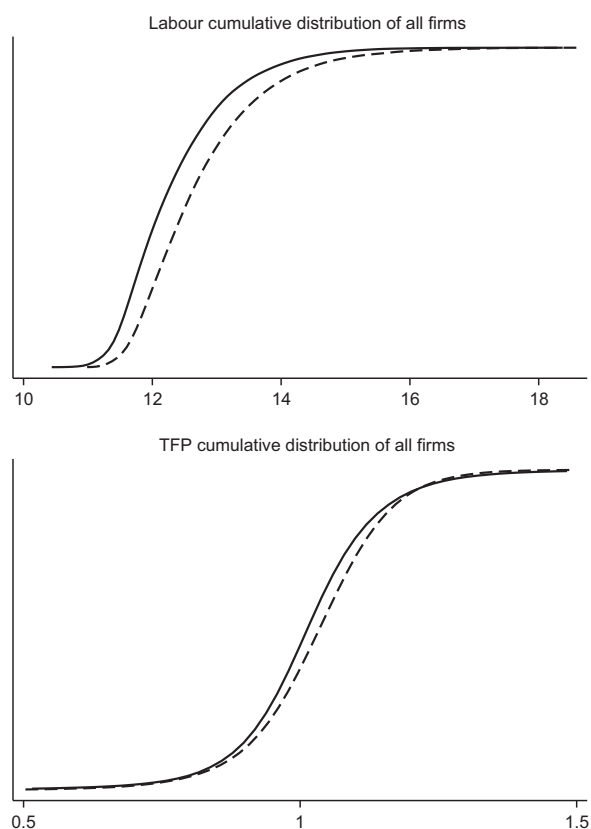 Labour cumulative distribution of all firms
10 12 14 16 18
TFP cumulative distribution of all firms
0.5 1 1.5